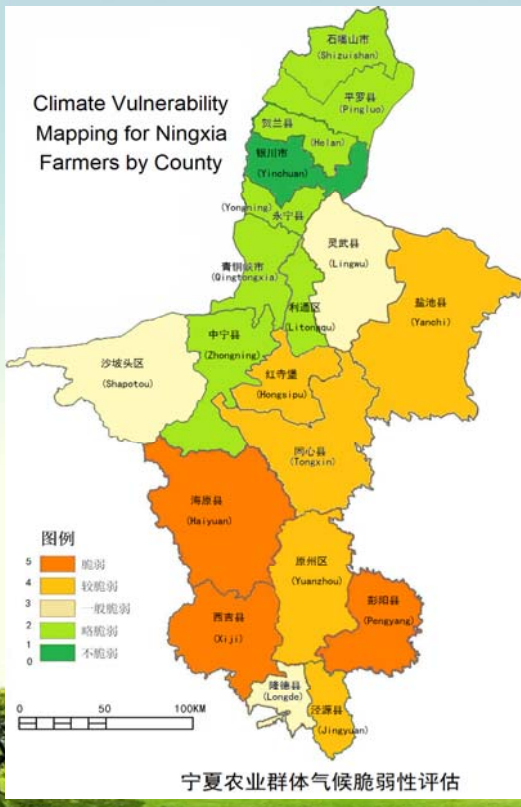 Climate Vulnerability
Mapping for Ningxia
Farmers by County
石嘴山市
(Shizuishan)
平罗县
(Pingluo)
贺兰县
(Helan)
银川市
(Yinchuan)
(Yongning)
永宁县
灵武县
(Lingwu)
青铜峡市
(Qingtongxia)
利通区
(Litongqu)
盐池县
(Yanchi)
中宁县
(Zhongning)
沙坡头区
(Shapotou)
红寺堡
(Hongsipu)
同心县
(Tongxin)
海原县
(Haiyuan)
原州区
(Yuanzhou)
彭阳县
(Pengyang)
西吉县
(Xiji)
隆德县
(Longde)
泾源县
(Jingyuan)
图例
5
脆弱
4
较脆弱
3
一般脆弱
2
略脆弱
1
不脆弱
0
0 50 100KM
宁夏农业群体气候脆弱性评估